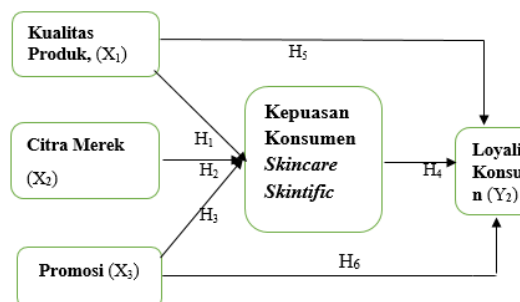 Kualitas
Produk, (X₁)
H₅
Kepuasan
Konsumen
Skincare
Skintific
H₁
Citra Merek
(X₂)
H₂
H₃
H₄
Loyali
Konsu
n (Y₂)
Promosi (X₃)
H₆